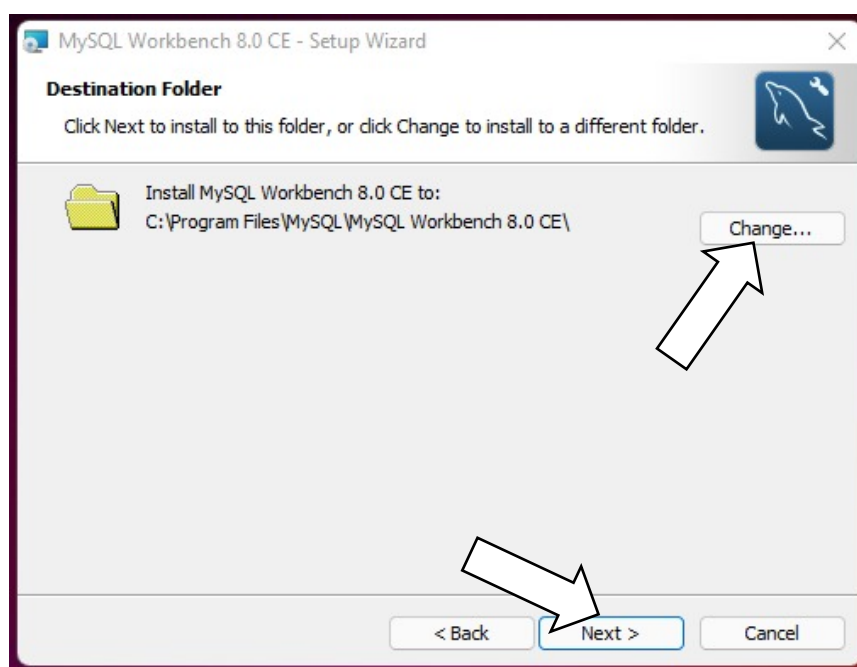 MySQL Workbench 8.0 CE - Setup Wizard
Destination Folder
Click Next to install to this folder, or click Change to install to a different folder.
Install MySQL Workbench 8.0 CE to:
C:\Program Files\MySQL\MySQL Workbench 8.0 CE\
Change...
< Back
Next >
Cancel